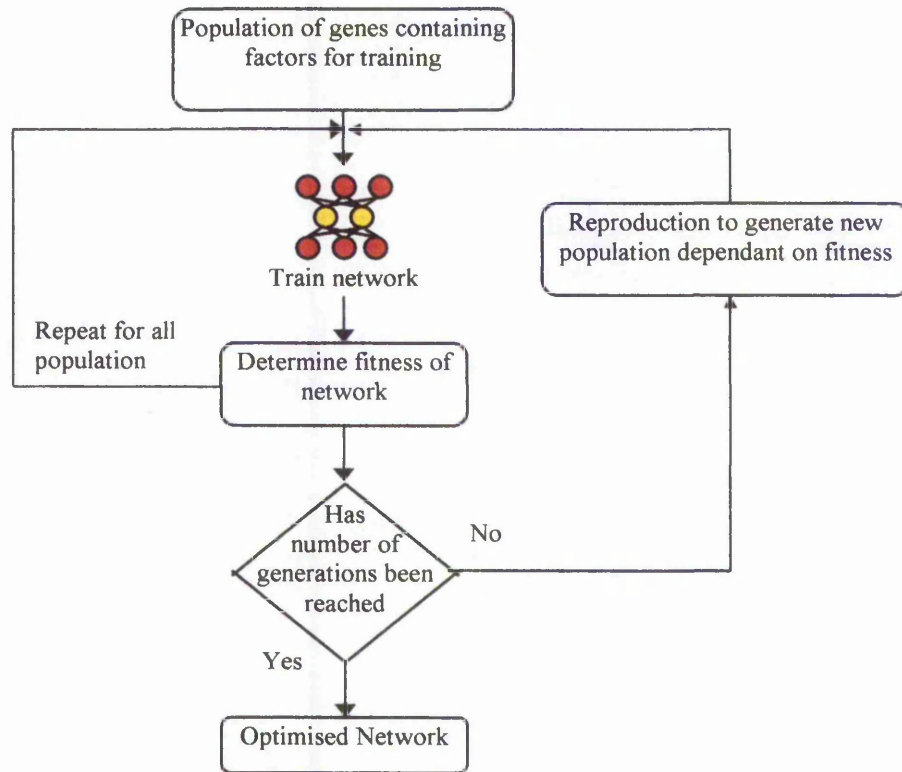 Population of genes containing
factors for training
Train network
Reproduction to generate new
population dependant on fitness
Repeat for all
population
Determine fitness of
network
Has
number of
generations been
reached
No
Yes
Optimised Network